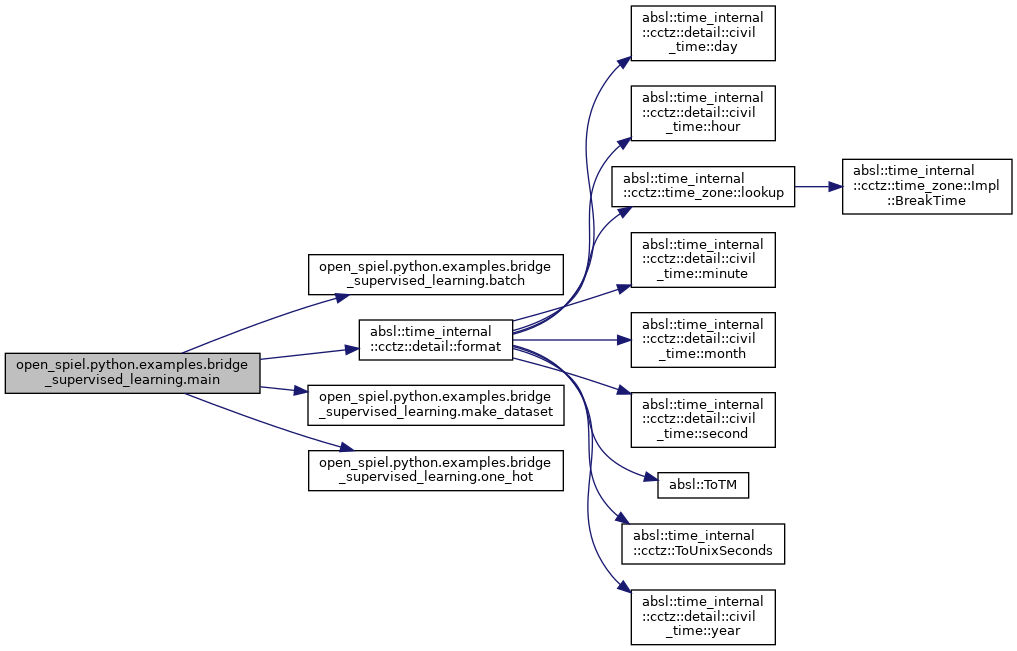 open_spiel.python.examples.bridge
_supervised_learning.main
open_spiel.python.examples.bridge
_supervised_learning.batch
absl::time_internal
::cctz::detail::format
open_spiel.python.examples.bridge
_supervised_learning.make_dataset
open_spiel.python.examples.bridge
_supervised_learning.one_hot
absl::time_internal
::cctz::detail::civil
_time::day
absl::time_internal
::cctz::detail::civil
_time::hour
absl::time_internal
::cctz::time_zone::lookup
absl::time_internal
::cctz::time_zone::Impl
::BreakTime
absl::time_internal
::cctz::detail::civil
_time::minute
absl::time_internal
::cctz::detail::civil
_time::month
absl::time_internal
::cctz::detail::civil
_time::second
absl::ToTM
absl::time_internal
::cctz::ToUnixSeconds
absl::time_internal
::cctz::detail::civil
_time::year